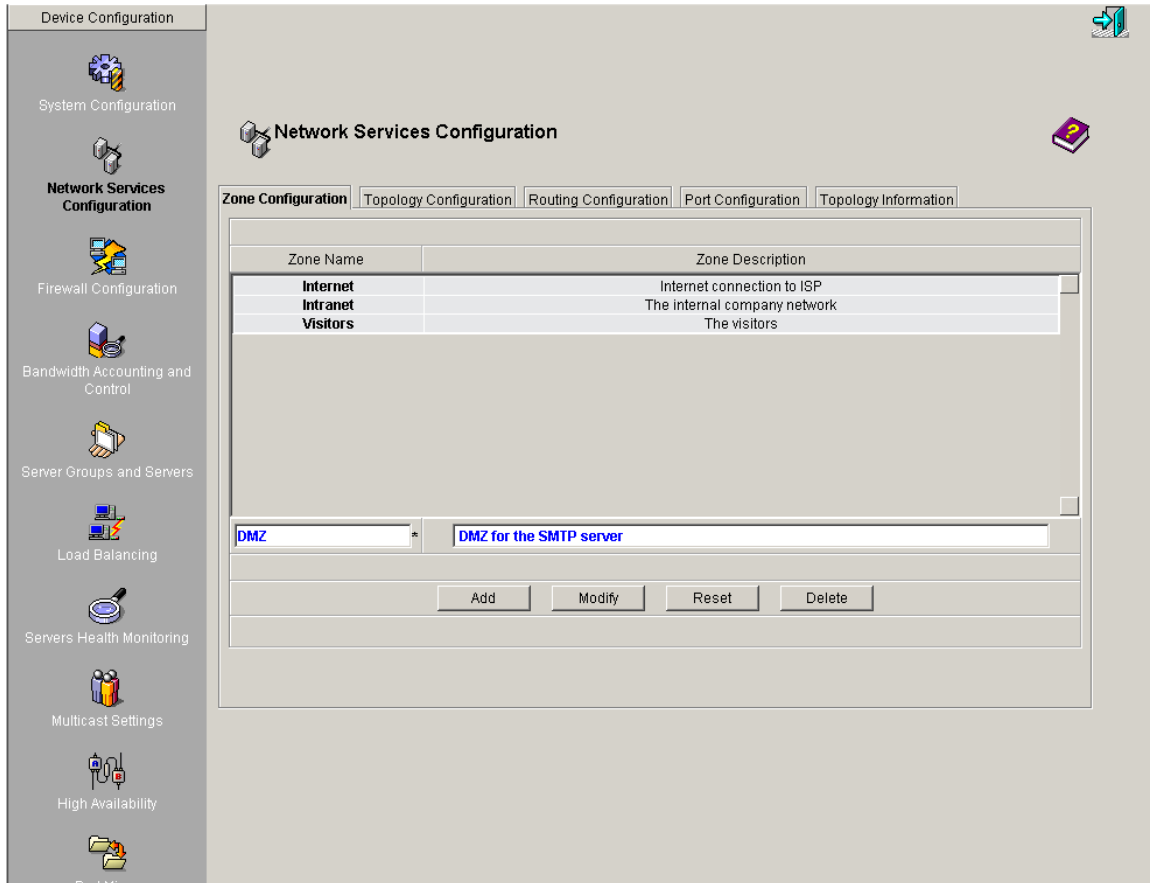 Device Configuration
System Configuration
Network Services
Configuration
Firewall Configuration
Bandwidth Accounting and
Control
Server Groups and Servers
Load Balancing
Servers Health Monitoring
Multicast Settings
High Availability
Network Services Configuration
Zone Configuration Topology Configuration Routing Configuration Port Configuration Topology Information
Zone Name Zone Description
Internet Internet connection to ISP
Intranet The internal company network
Visitors The visitors
DMZ * DMZ for the SMTP server
Add Modify Reset Delete